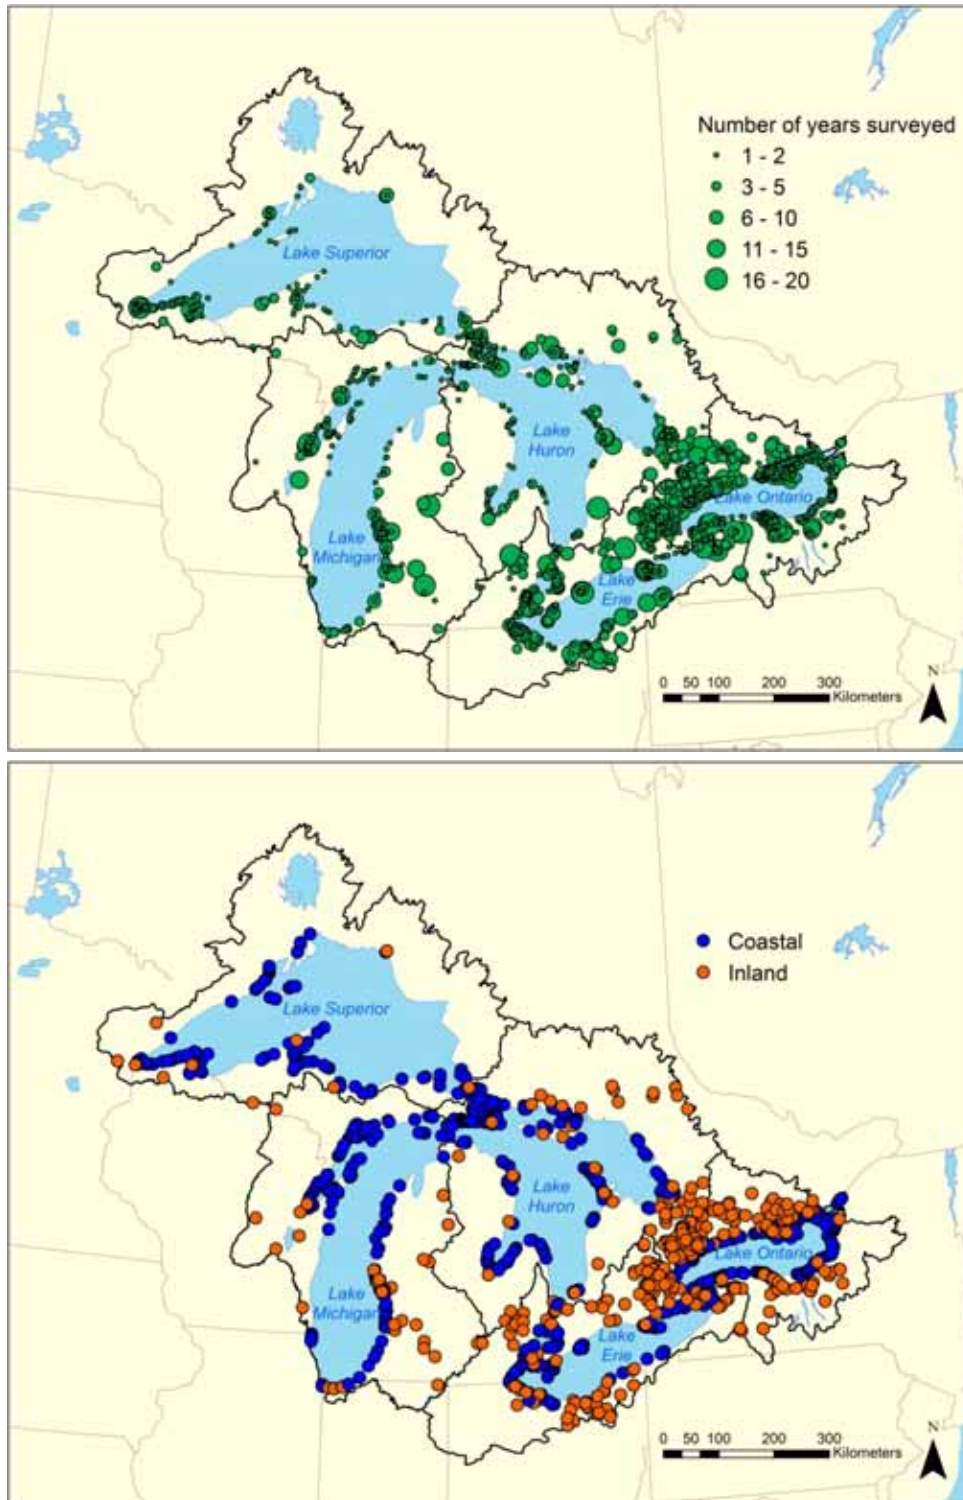 Number of years surveyed
1 - 2
3 - 5
6 - 10
11 - 15
16 - 20
Lake Superior
Lake
Huron
Lake Ontario
Lake
Michigan
Lake
Erie
N
0 50 100 200 300
Kilometers
Coastal
Inland
Lake Superior
Lake
Huron
Lake Ontario
Lake
Michigan
Lake
Erie
N
0 50 100 200 300
Kilometers